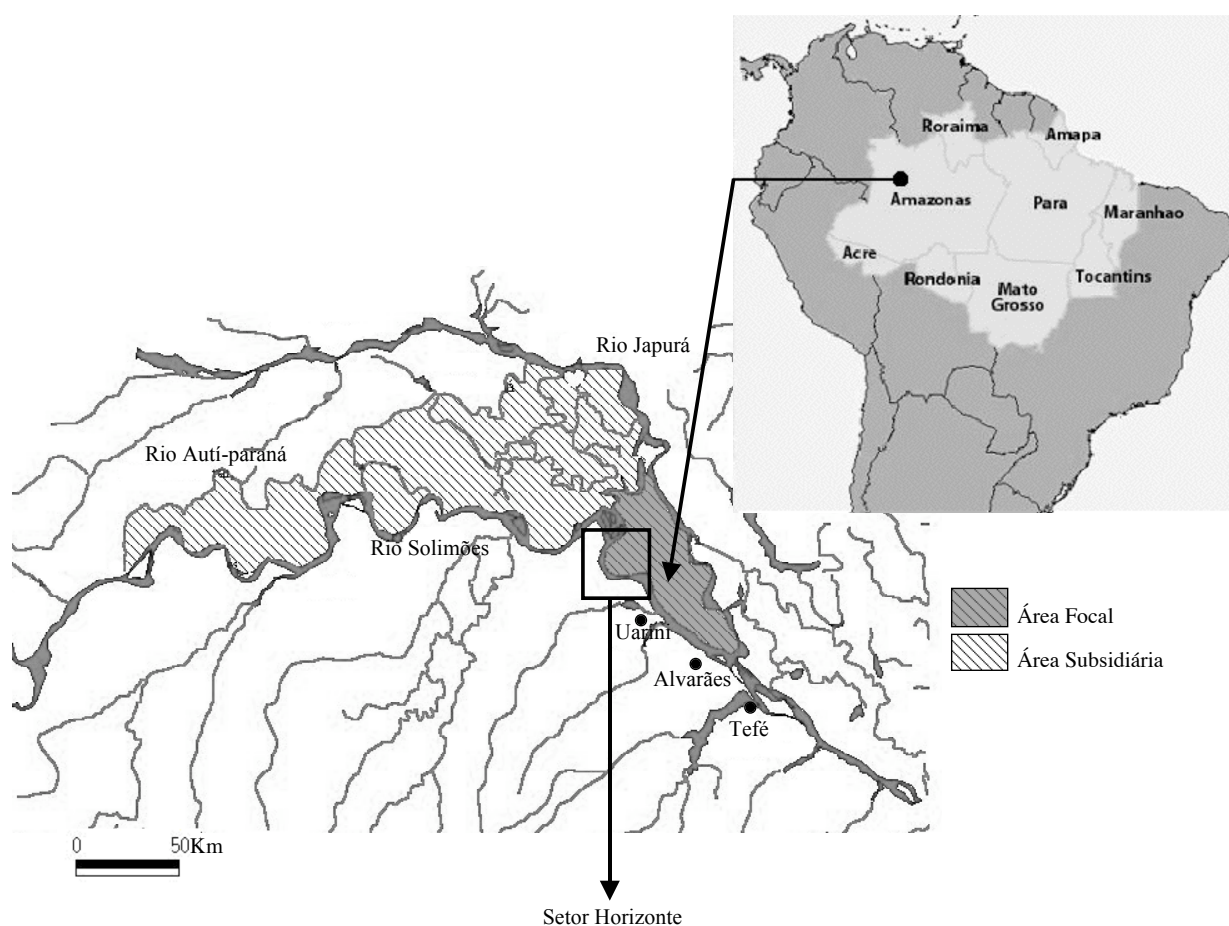 Roraima
Amapa
Amazonas
Para
Maranhao
Acre
Rondonia
Tocantins
Mato
Grosso
Rio Japurá
Rio Autí-paraná
Rio Solimões
Área Focal
Uarini
Área Subsidiária
Alvarães
Tefé
0 50Km
Setor Horizonte